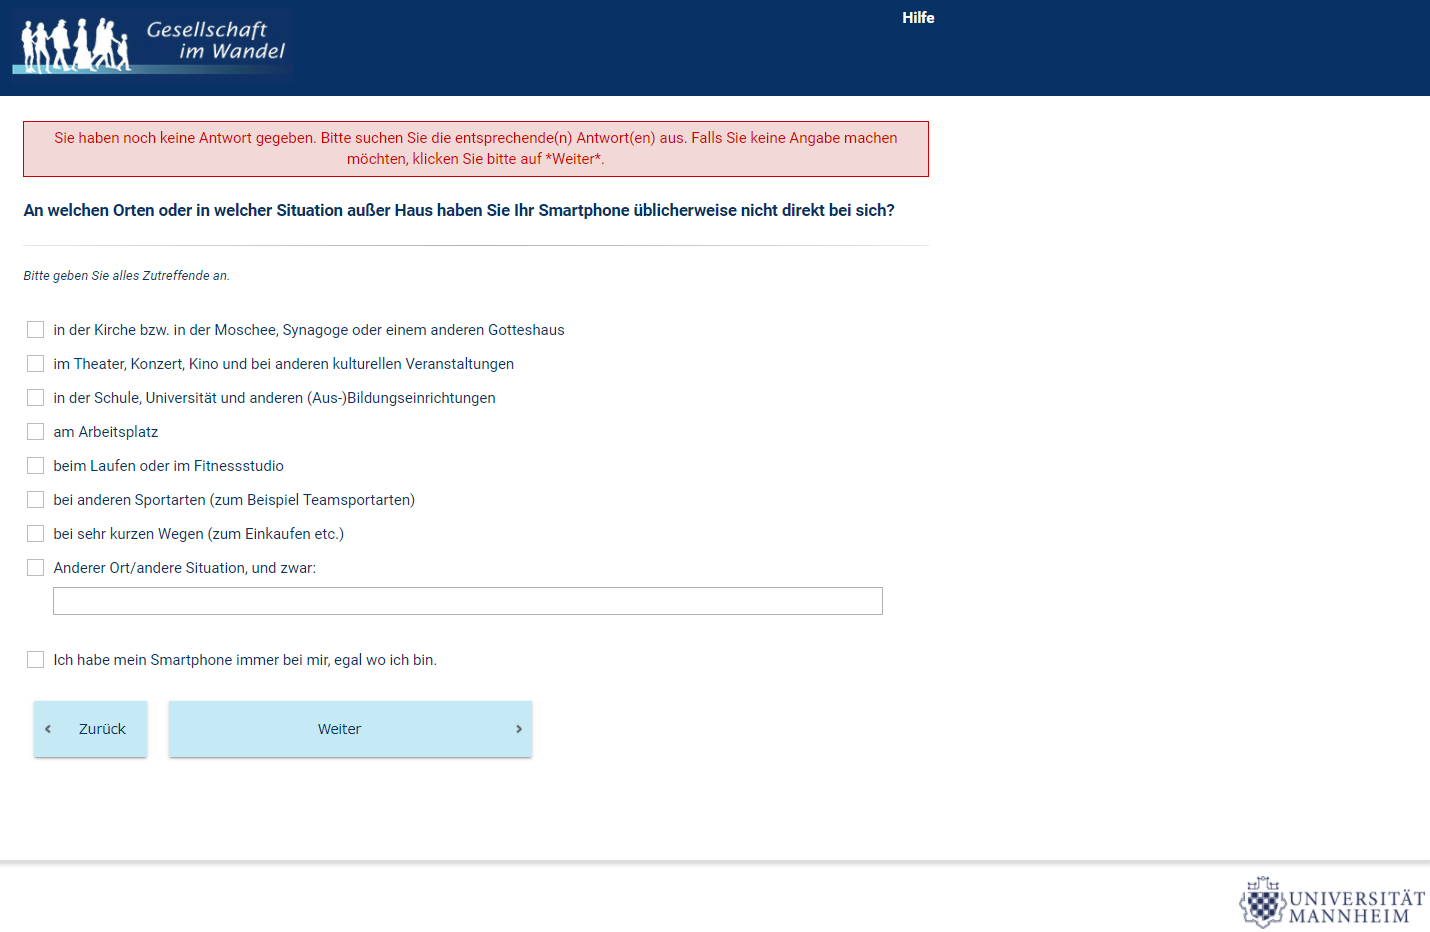 Gesellschaft
im Wandel
Hilfe
Sie haben noch keine Antwort gegeben. Bitte suchen Sie die entsprechende(n) Antwort(en) aus. Falls Sie keine Angabe machen
möchten, klicken Sie bitte auf *Weiter*.
An welchen Orten oder in welcher Situation außer Haus haben Sie Ihr Smartphone üblicherweise nicht direkt bei sich?
Bitte geben Sie alles Zutreffende an.
in der Kirche bzw. in der Moschee, Synagoge oder einem anderen Gotteshaus
im Theater, Konzert, Kino und bei anderen kulturellen Veranstaltungen
in der Schule, Universität und anderen (Aus-)Bildungseinrichtungen
am Arbeitsplatz
beim Laufen oder im Fitnessstudio
bei anderen Sportarten (zum Beispiel Teamsportarten)
bei sehr kurzen Wegen (zum Einkaufen etc.)
Anderer Ort/andere Situation, und zwar:
Ich habe mein Smartphone immer bei mir, egal wo ich bin.
Zurück
Weiter
UNIVERSITÄT
MANNHEIM